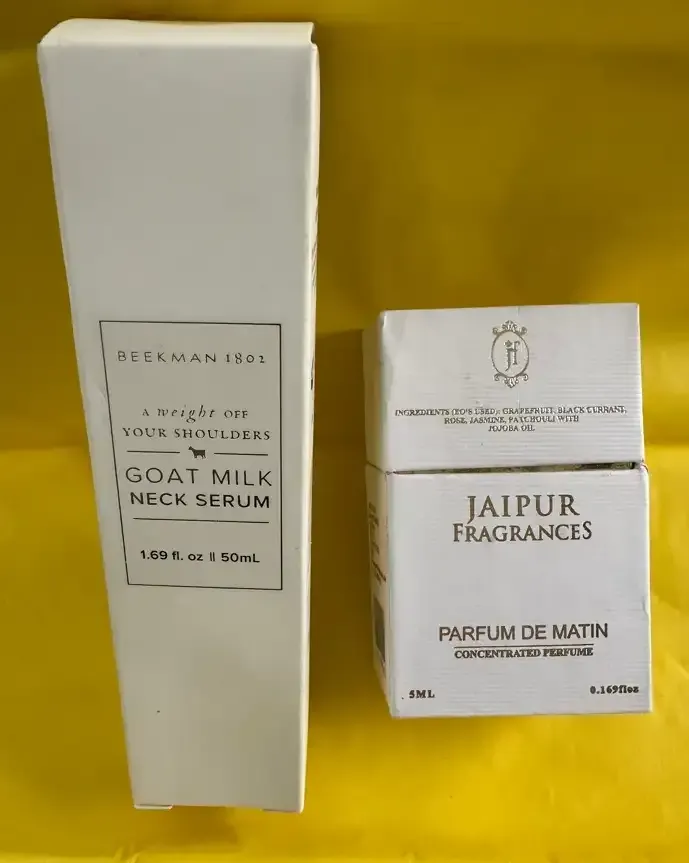 BEEKMAN 1802
A weight OFF
YOUR SHOULDERS
GOAT MILK
NECK SERUM
1.69 fl. oz || 50mL
jf
INGREDIENTS (EO'S USED): GRAPEFRUIT, BLACK CURRANT,
ROSE, JASMINE, PATCHOULI WITH
JOJOBA OIL
JAIPUR
FRAGRANCES
PARFUM DE MATIN
CONCENTRATED PERFUME
5ML 0.169floz